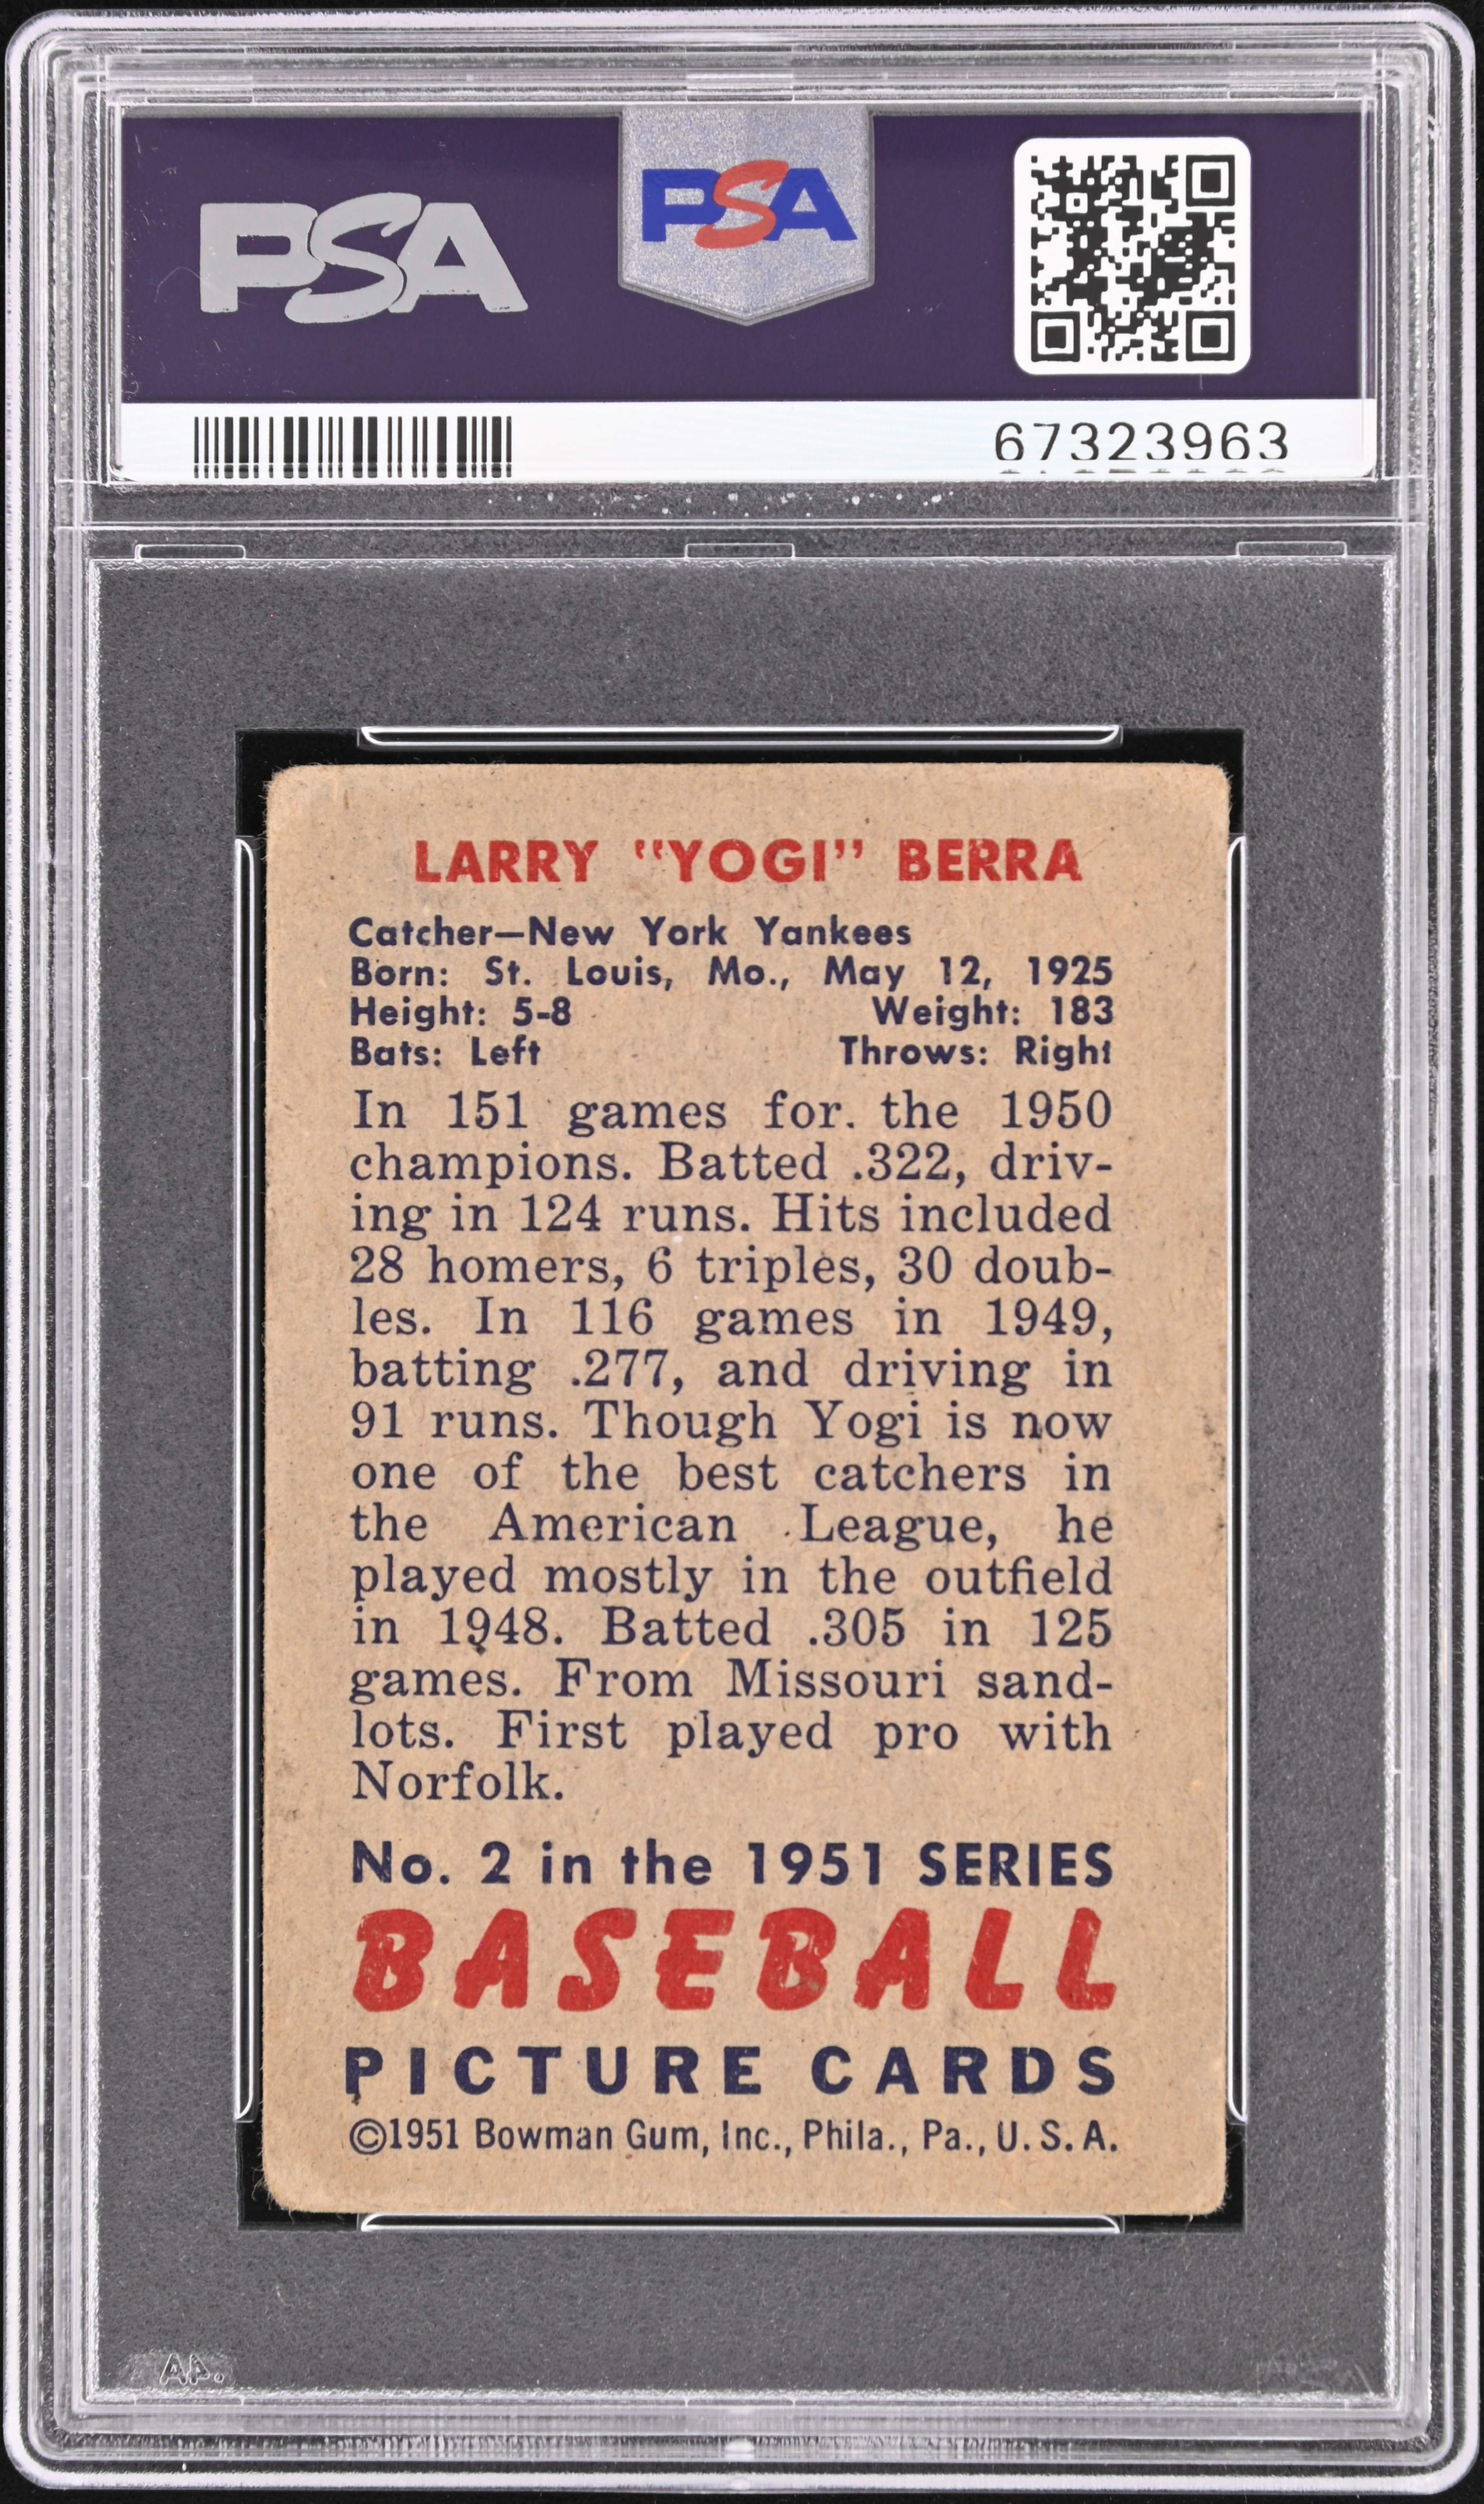 PSA
PSA
67323963
LARRY "YOGI" BERRA
Catcher—New York Yankees
Born: St. Louis, Mo., May 12, 1925
Height: 5-8 Weight: 183
Bats: Left Throws: Right
In 151 games for the 1950
champions. Batted .322, driv-
ing in 124 runs. Hits included
28 homers, 6 triples, 30 doub-
les. In 116 games in 1949,
batting .277, and driving in
91 runs. Though Yogi is now
one of the best catchers in
the American League, he
played mostly in the outfield
in 1948. Batted .305 in 125
games. From Missouri sand-
lots. First played pro with
Norfolk.
No. 2 in the 1951 SERIES
BASEBALL
PICTURE CARDS
©1951 Bowman Gum, Inc., Phila., Pa., U.S.A.